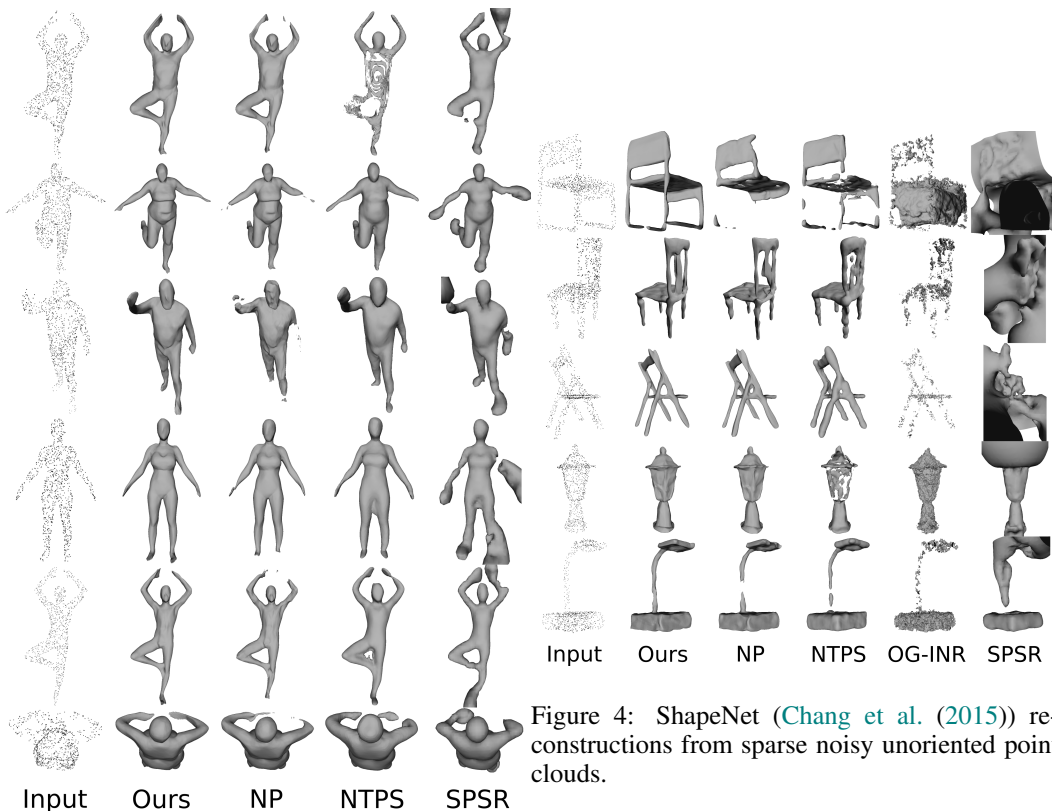 Input Ours NP NTPS OG-INR SPSR
Figure 4: ShapeNet (Chang et al. (2015)) re-
constructions from sparse noisy unoriented point
clouds.
Input Ours NP NTPS SPSR